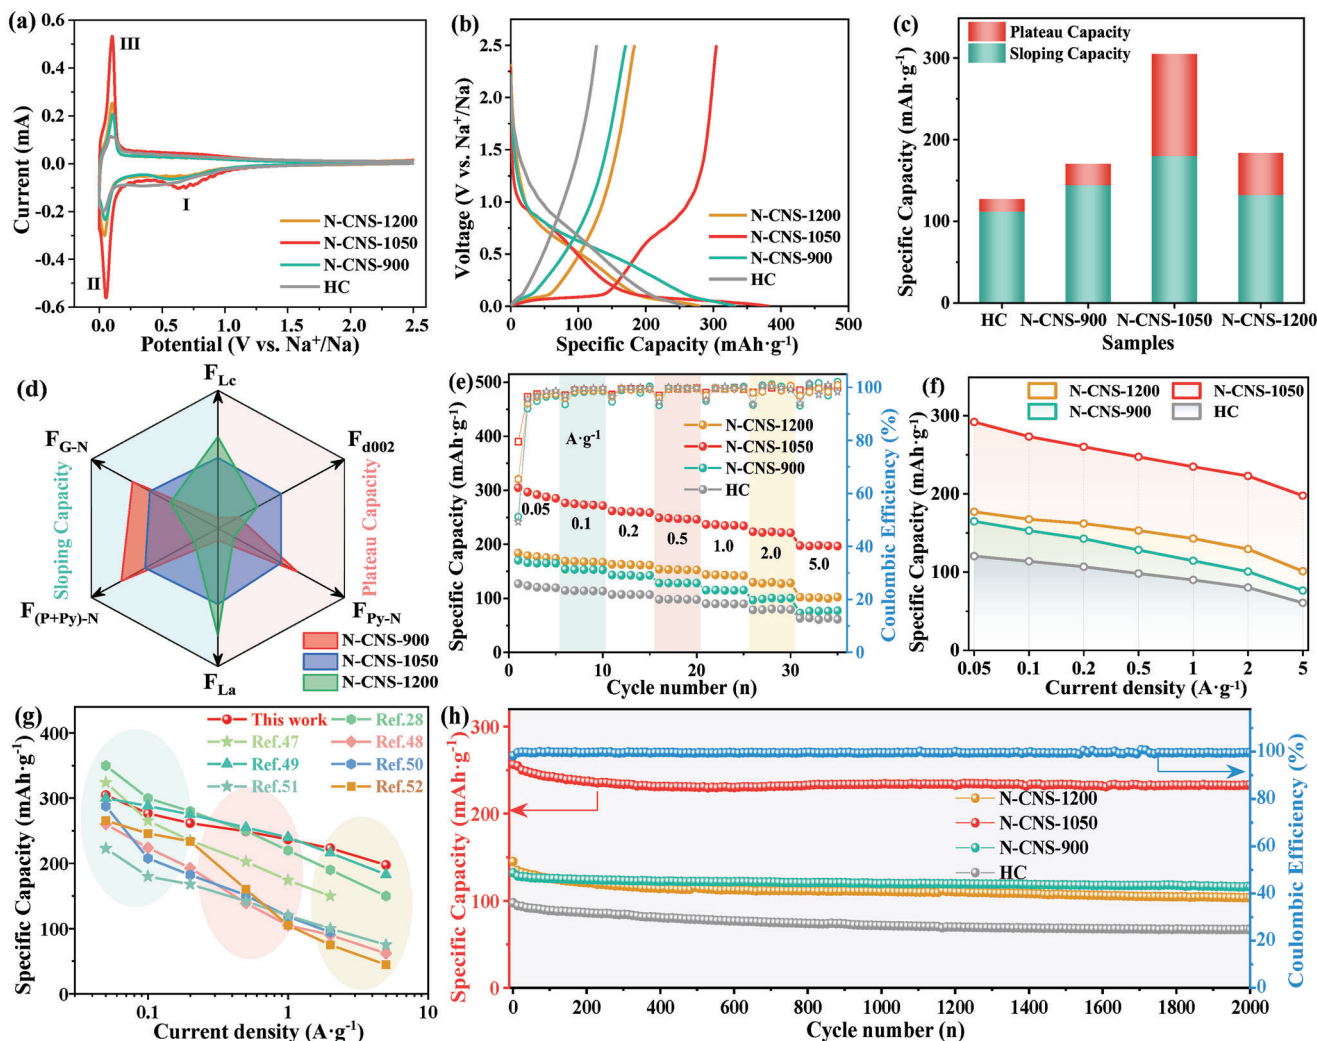 (a)
0.6
0.4
0.2
0.0
-0.2
-0.4
-0.6
Current (mA)
III
I
II
N-CNS-1200
N-CNS-1050
N-CNS-900
HC
0.0 0.5 1.0 1.5 2.0 2.5
Potential (V vs. Na⁺/Na)
(b)
2.5
2.0
1.5
1.0
0.5
0.0
Voltage (V vs. Na⁺/Na)
N-CNS-1200
N-CNS-1050
N-CNS-900
HC
0 100 200 300 400 500
Specific Capacity (mAh·g⁻¹)
(c)
Plateau Capacity
Sloping Capacity
300
200
100
0
Specific Capacity (mAh·g⁻¹)
HC N-CNS-900 N-CNS-1050 N-CNS-1200
Samples
(d)
F_Lc
F_G-N
F_d002
Sloping Capacity
Plateau Capacity
F_(P+Py)-N
F_Py-N
F_La
N-CNS-900
N-CNS-1050
N-CNS-1200
(e)
500
400
300
200
100
0
Specific Capacity (mAh·g⁻¹)
A·g⁻¹
N-CNS-1200
N-CNS-1050
N-CNS-900
HC
0.05 0.1 0.2 0.5 1.0 2.0 5.0
100
80
60
40
20
0
Coulombic Efficiency (%)
0 10 20 30
Cycle number (n)
(f)
N-CNS-1200 N-CNS-1050
N-CNS-900 HC
300
200
100
0
Specific Capacity (mAh·g⁻¹)
0.05 0.1 0.2 0.5 1 2 5
Current density (A·g⁻¹)
(g)
This work Ref.28
Ref.47 Ref.48
Ref.49 Ref.50
Ref.51 Ref.52
400
300
200
100
0
Specific Capacity (mAh·g⁻¹)
0.1 1 10
Current density (A·g⁻¹)
(h)
300
200
100
0
Specific Capacity (mAh·g⁻¹)
N-CNS-1200
N-CNS-1050
N-CNS-900
HC
100
80
60
40
20
0
Coulombic Efficiency (%)
0 200 400 600 800 1000 1200 1400 1600 1800 2000
Cycle number (n)